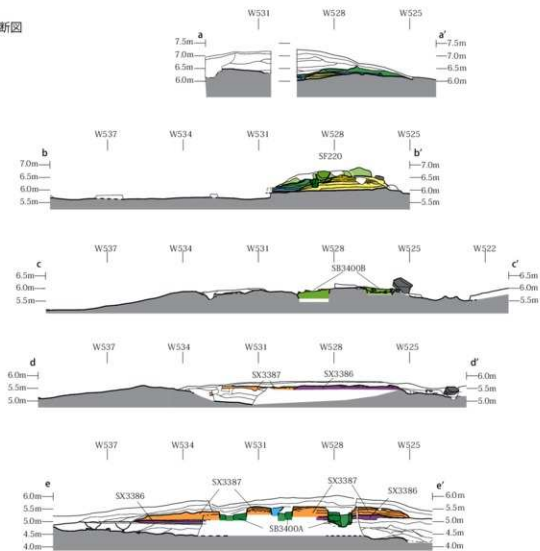 断図
W531 W528 W525
a a'
7.5m 7.5m
7.0m 7.0m
6.5m 6.5m
6.0m 6.0m
W537 W534 W531 W528 W525
b b'
SF220
7.0m 7.0m
6.5m 6.5m
6.0m 6.0m
5.5m 5.5m
W537 W534 W531 W528 W525 W522
c c'
SB3400B
6.5m 6.5m
6.0m 6.0m
5.5m 5.5m
W537 W534 W531 W528 W525
d d'
SX3387 SX3386
6.0m 6.0m
5.5m 5.5m
5.0m 5.0m
W537 W534 W531 W528 W525
e e'
SX3386 SX3387 SX3387 SX3386
6.0m 6.0m
5.5m 5.5m
5.0m 5.0m
SB3400A
4.5m 4.5m
4.0m 4.0m